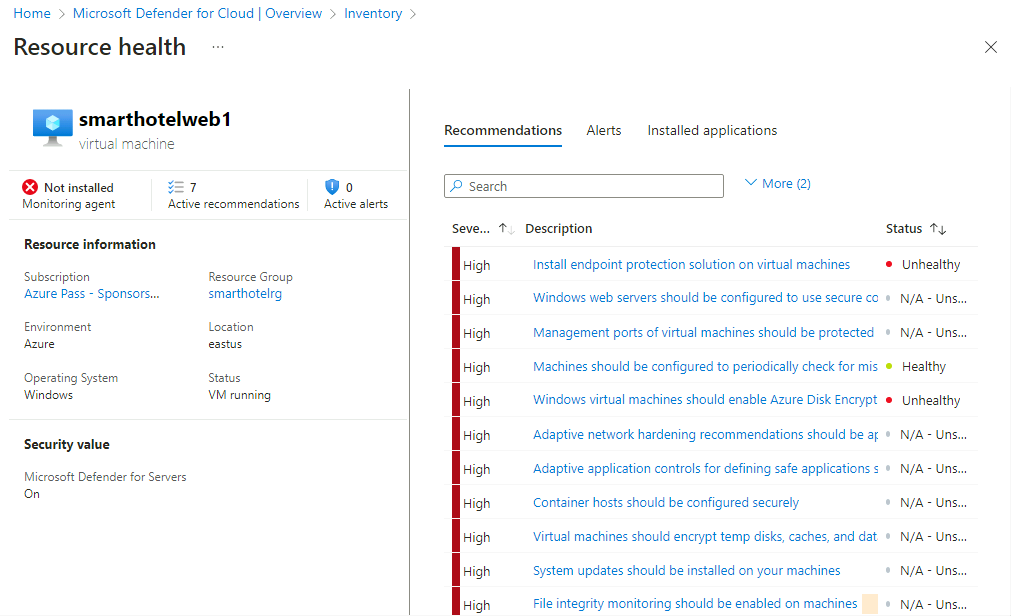 Home > Microsoft Defender for Cloud | Overview > Inventory >
Resource health ...
smarthotelweb1
virtual machine
Not installed
Monitoring agent
7
Active recommendations
0
Active alerts
Resource information
Subscription
Azure Pass - Sponsors...
Resource Group
smarthotelrg
Environment
Azure
Location
eastus
Operating System
Windows
Status
VM running
Security value
Microsoft Defender for Servers
On
Recommendations Alerts Installed applications
Search
More (2)
Seve... Description Status
High Install endpoint protection solution on virtual machines Unhealthy
High Windows web servers should be configured to use secure co N/A - Uns...
High Management ports of virtual machines should be protected N/A - Uns...
High Machines should be configured to periodically check for mis Healthy
High Windows virtual machines should enable Azure Disk Encrypt Unhealthy
High Adaptive network hardening recommendations should be ap N/A - Uns...
High Adaptive application controls for defining safe applications s N/A - Uns...
High Container hosts should be configured securely N/A - Uns...
High Virtual machines should encrypt temp disks, caches, and dat N/A - Uns...
High System updates should be installed on your machines N/A - Uns...
High File integrity monitoring should be enabled on machines N/A - Uns...